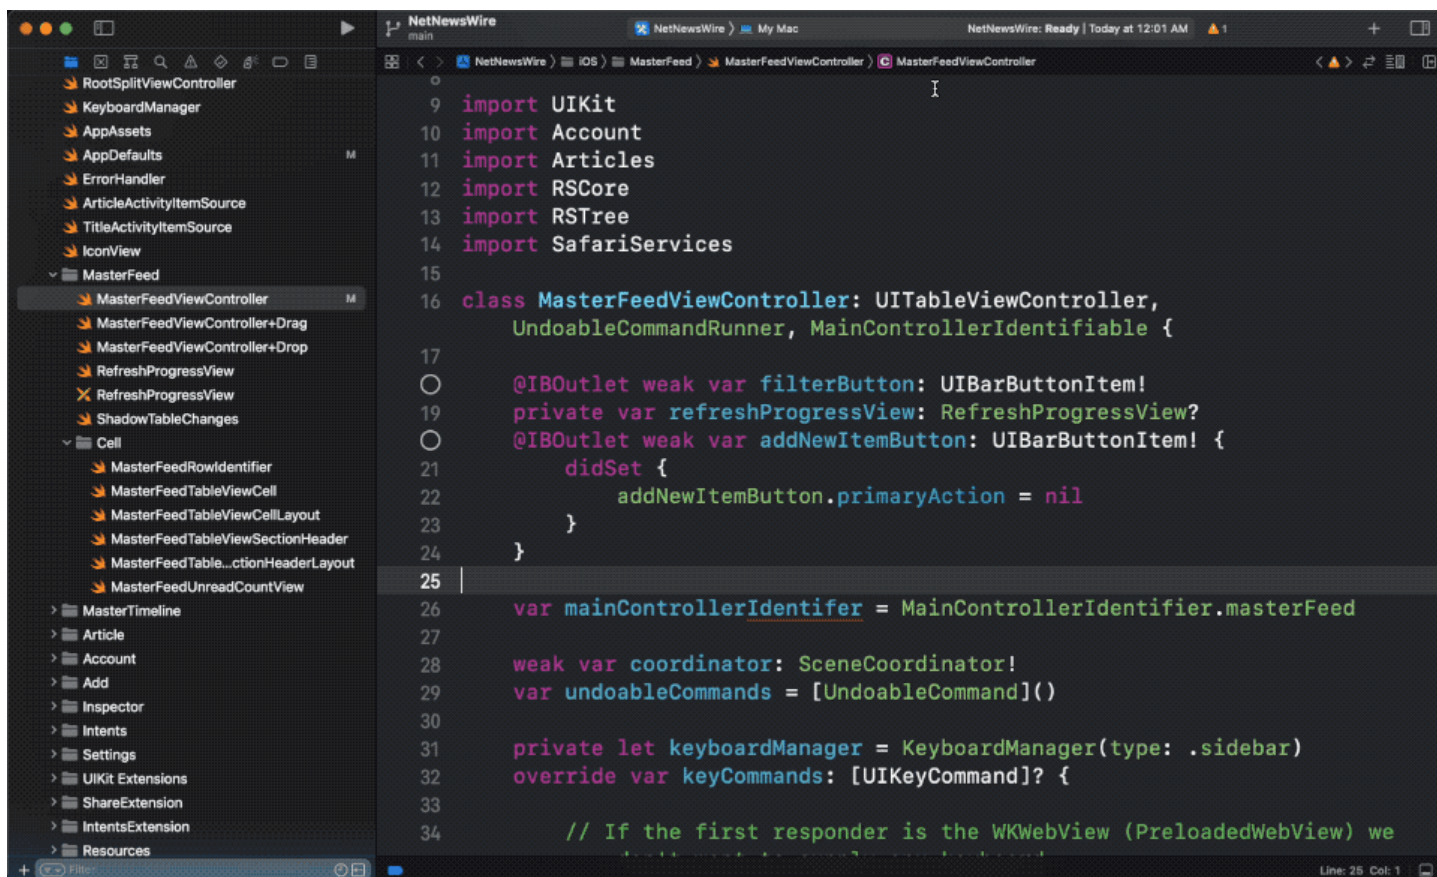 NetNewsWire
main
NetNewsWire 〉 My Mac
NetNewsWire: Ready | Today at 12:01 AM
1
NetNewsWire 〉 iOS 〉 MasterFeed 〉 MasterFeedViewController 〉 C MasterFeedViewController
RootSplitViewController
KeyboardManager
AppAssets
AppDefaults M
ErrorHandler
ArticleActivityItemSource
TitleActivityItemSource
IconView
MasterFeed
MasterFeedViewController M
MasterFeedViewController+Drag
MasterFeedViewController+Drop
RefreshProgressView
RefreshProgressView
ShadowTableChanges
Cell
MasterFeedRowIdentifier
MasterFeedTableViewCell
MasterFeedTableViewCellLayout
MasterFeedTableViewSectionHeader
MasterFeedTable...ctionHeaderLayout
MasterFeedUnreadCountView
MasterTimeline
Article
Account
Add
Inspector
Intents
Settings
UIKit Extensions
ShareExtension
IntentsExtension
Resources
Filter
9 import UIKit
10 import Account
11 import Articles
12 import RSCore
13 import RSTree
14 import SafariServices
15
16 class MasterFeedViewController: UITableViewController,
UndoableCommandRunner, MainControllerIdentifiable {
17
@IBOutlet weak var filterButton: UIBarButtonItem!
19 private var refreshProgressView: RefreshProgressView?
@IBOutlet weak var addNewItemButton: UIBarButtonItem! {
21 didSet {
22 addNewItemButton.primaryAction = nil
23 }
24 }
25
26 var mainControllerIdentifer = MainControllerIdentifier.masterFeed
27
28 weak var coordinator: SceneCoordinator!
29 var undoableCommands = [UndoableCommand]()
30
31 private let keyboardManager = KeyboardManager(type: .sidebar)
32 override var keyCommands: [UIKeyCommand]? {
33
34 // If the first responder is the WKWebView (PreloadedWebView) we
Line: 25 Col: 1